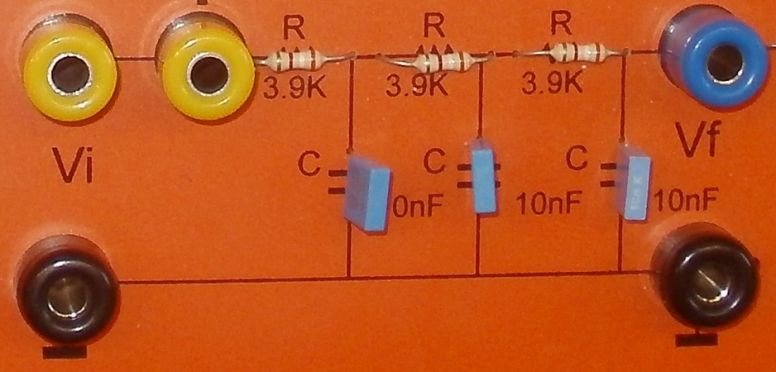 R R R
3.9K 3.9K 3.9K
Vi C C C Vf
0nF 10nF 10nF